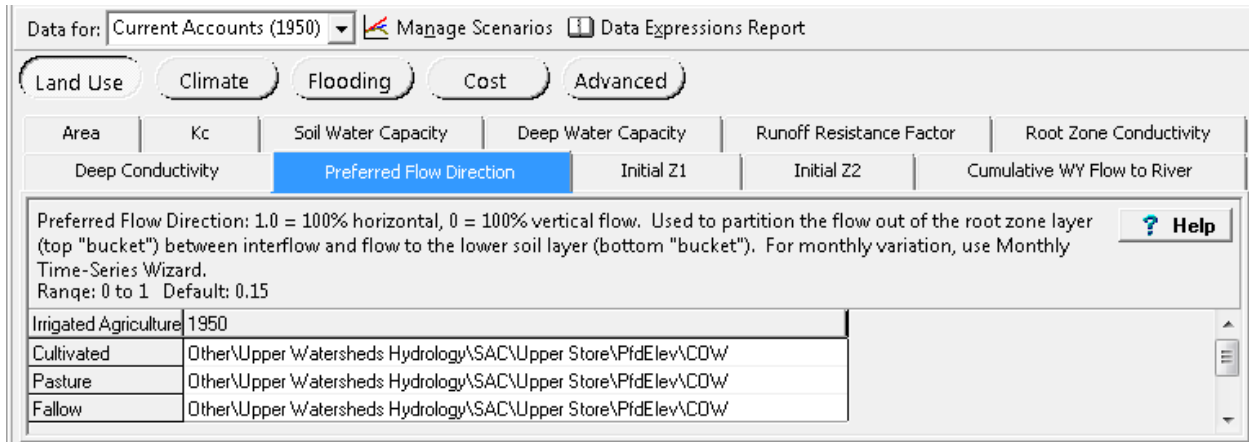 Data for: Current Accounts (1950) Manage Scenarios Data Expressions Report
Land Use Climate Flooding Cost Advanced
Area Kc Soil Water Capacity Deep Water Capacity Runoff Resistance Factor Root Zone Conductivity
Deep Conductivity Preferred Flow Direction Initial Z1 Initial Z2 Cumulative WY Flow to River
Preferred Flow Direction: 1.0 = 100% horizontal, 0 = 100% vertical flow.  Used to partition the flow out of the root zone layer
? Help
(top "bucket") between interflow and flow to the lower soil layer (bottom "bucket").  For monthly variation, use Monthly
Time-Series Wizard.
Range: 0 to 1  Default: 0.15
Irrigated Agriculture 1950
Cultivated Other\Upper Watersheds Hydrology\SAC\Upper Store\PfdElev\COW
Pasture Other\Upper Watersheds Hydrology\SAC\Upper Store\PfdElev\COW
Fallow Other\Upper Watersheds Hydrology\SAC\Upper Store\PfdElev\COW